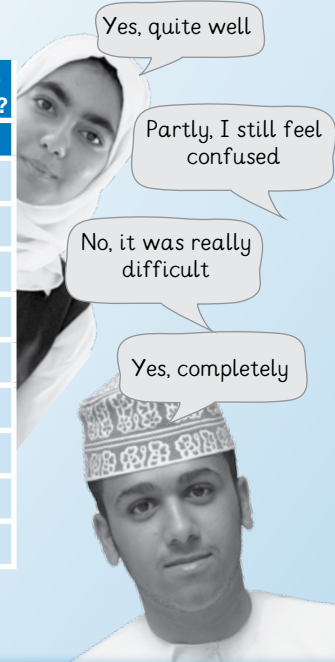 ?
Yes, quite well
Partly, I still feel
confused
No, it was really
difficult
Yes, completely